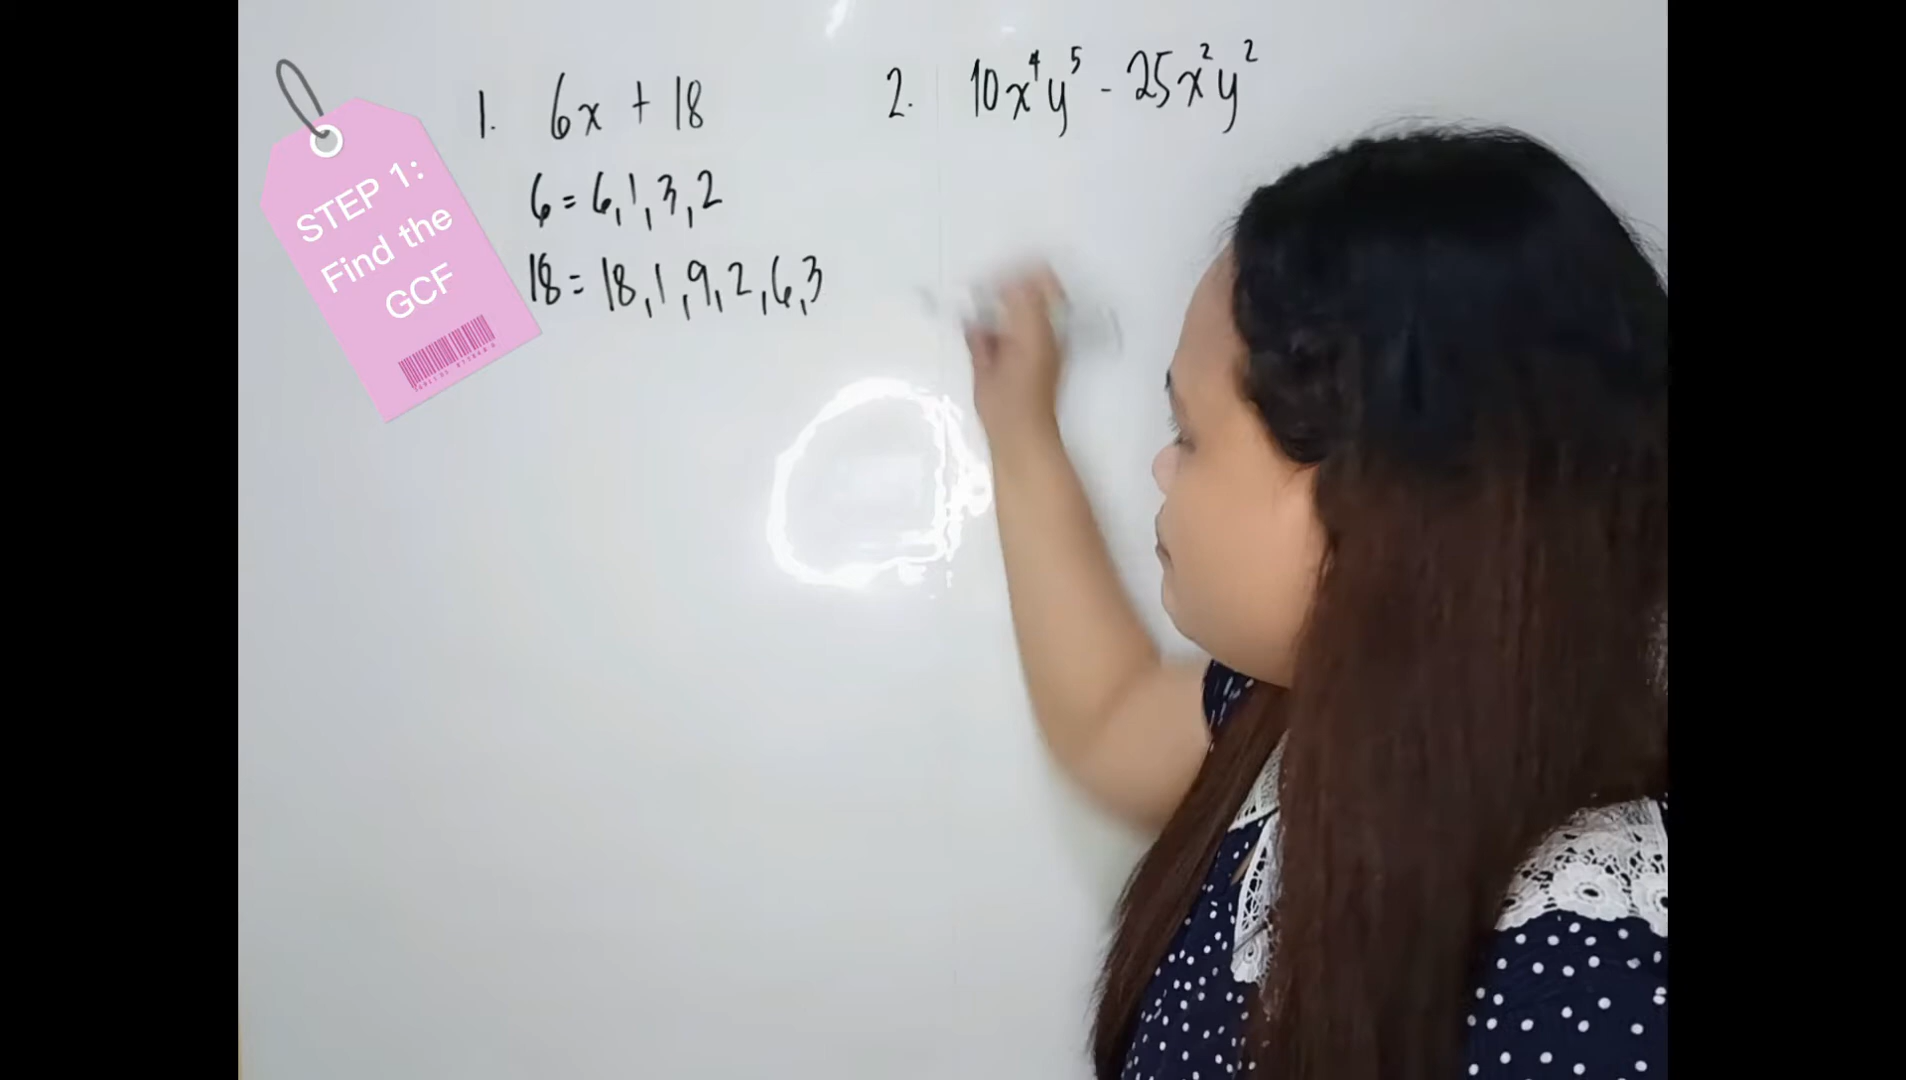 STEP 1:
Find the
GCF
1. 6x + 18
6 = 6, 1, 3, 2
18 = 18, 1, 9, 2, 6, 3
2. 10x⁴y⁵ - 25x²y²